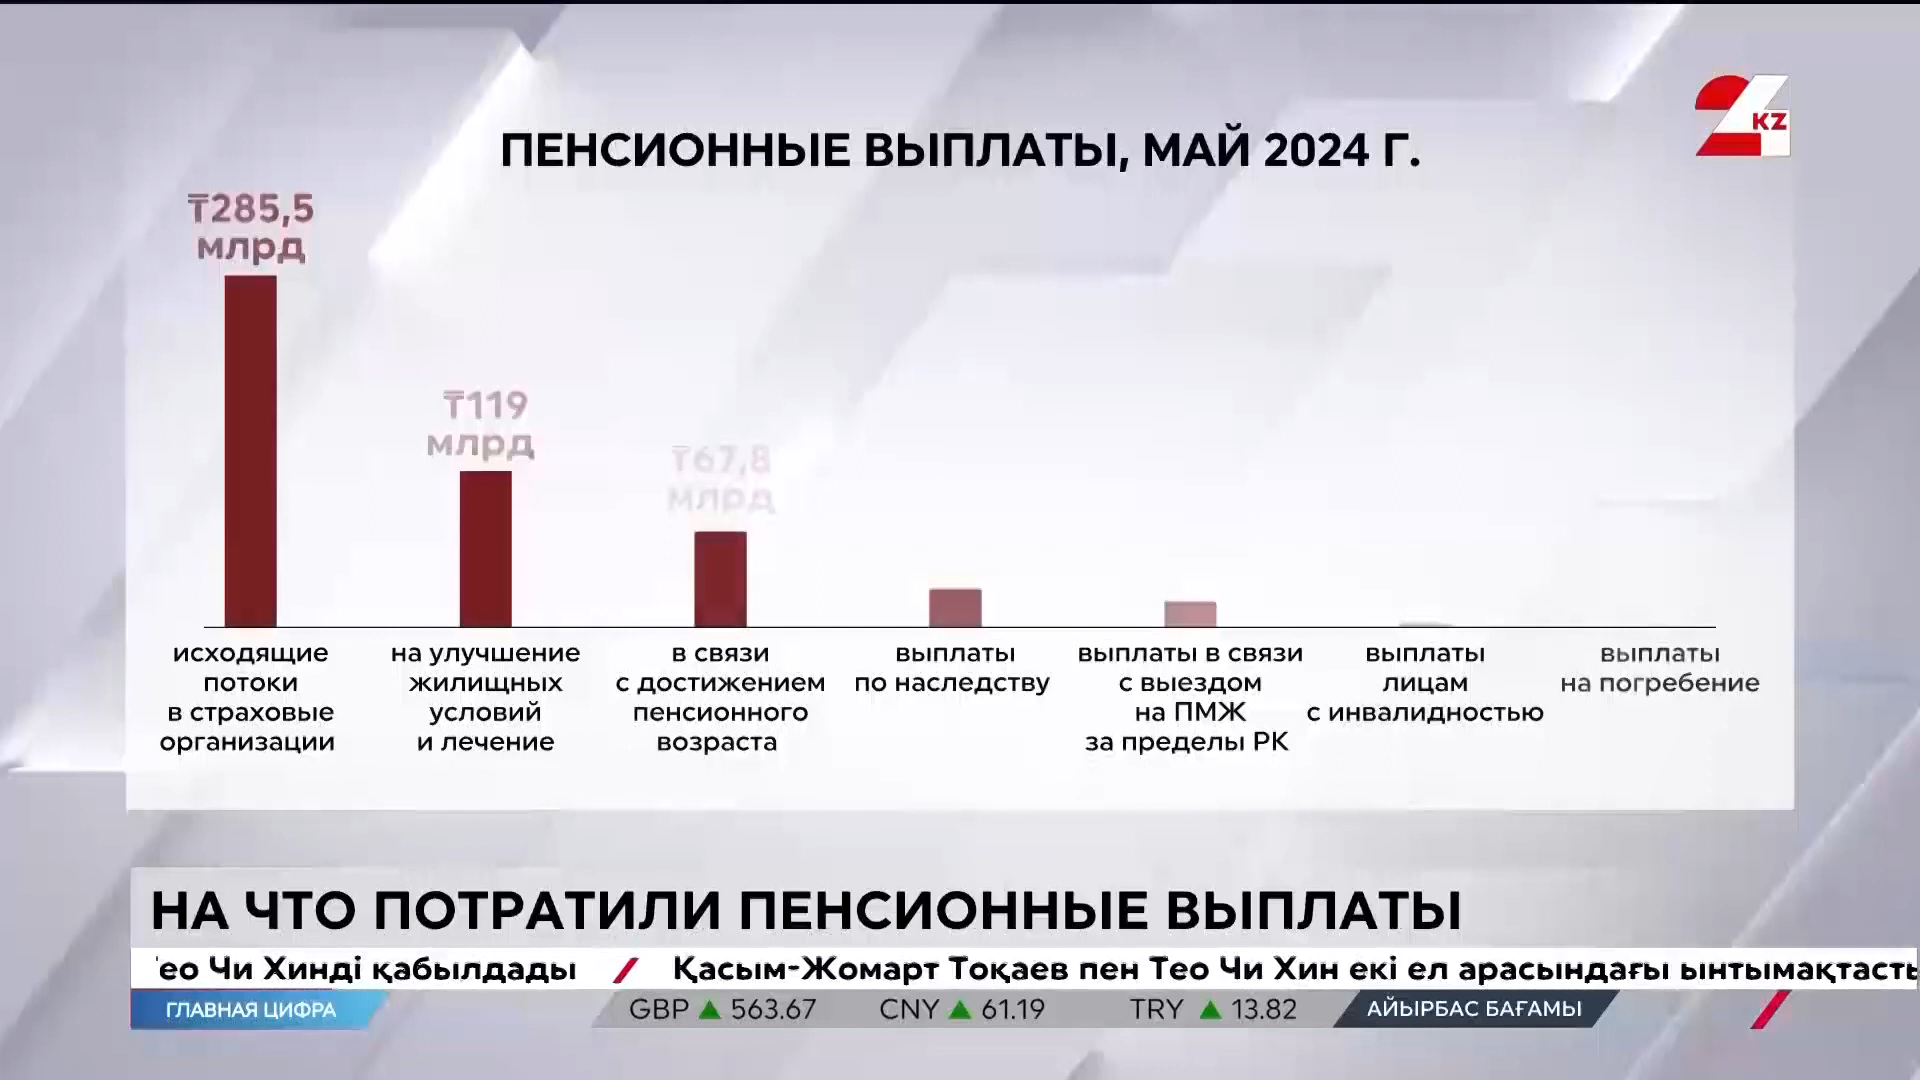 24 KZ
ПЕНСИОННЫЕ ВЫПЛАТЫ, МАЙ 2024 Г.
₸285,5
млрд
₸119
млрд
₸67,8
млрд
исходящие
потоки
в страховые
организации
на улучшение
жилищных
условий
и лечение
в связи
с достижением
пенсионного
возраста
выплаты
по наследству
выплаты в связи
с выездом
на ПМЖ
за пределы РК
выплаты
лицам
с инвалидностью
выплаты
на погребение
НА ЧТО ПОТРАТИЛИ ПЕНСИОННЫЕ ВЫПЛАТЫ
ео Чи Хинді қабылдады / Қасым-Жомарт Тоқаев пен Тео Чи Хин екі ел арасындағы ынтымақтасты
ГЛАВНАЯ ЦИФРА GBP ▲ 563.67 CNY ▲ 61.19 TRY ▲ 13.82 АЙЫРБАС БАҒАМЫ